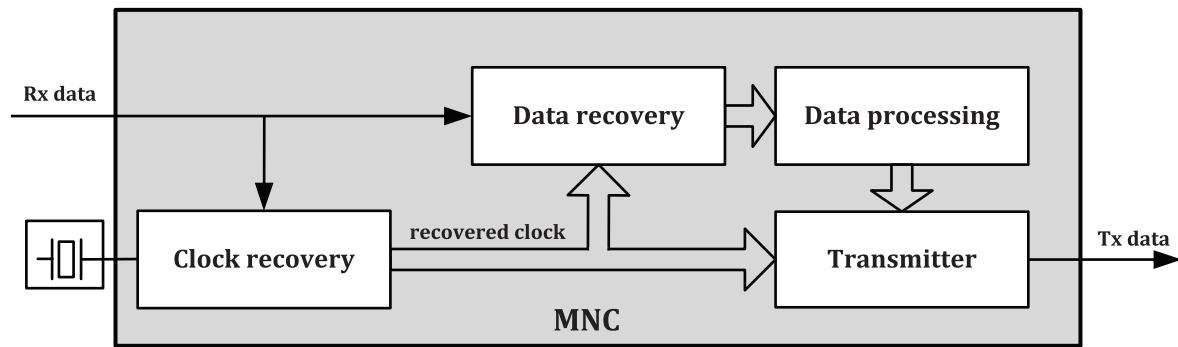 Rx data
Data recovery
Data processing
recovered clock
Clock recovery
Transmitter
Tx data
MNC